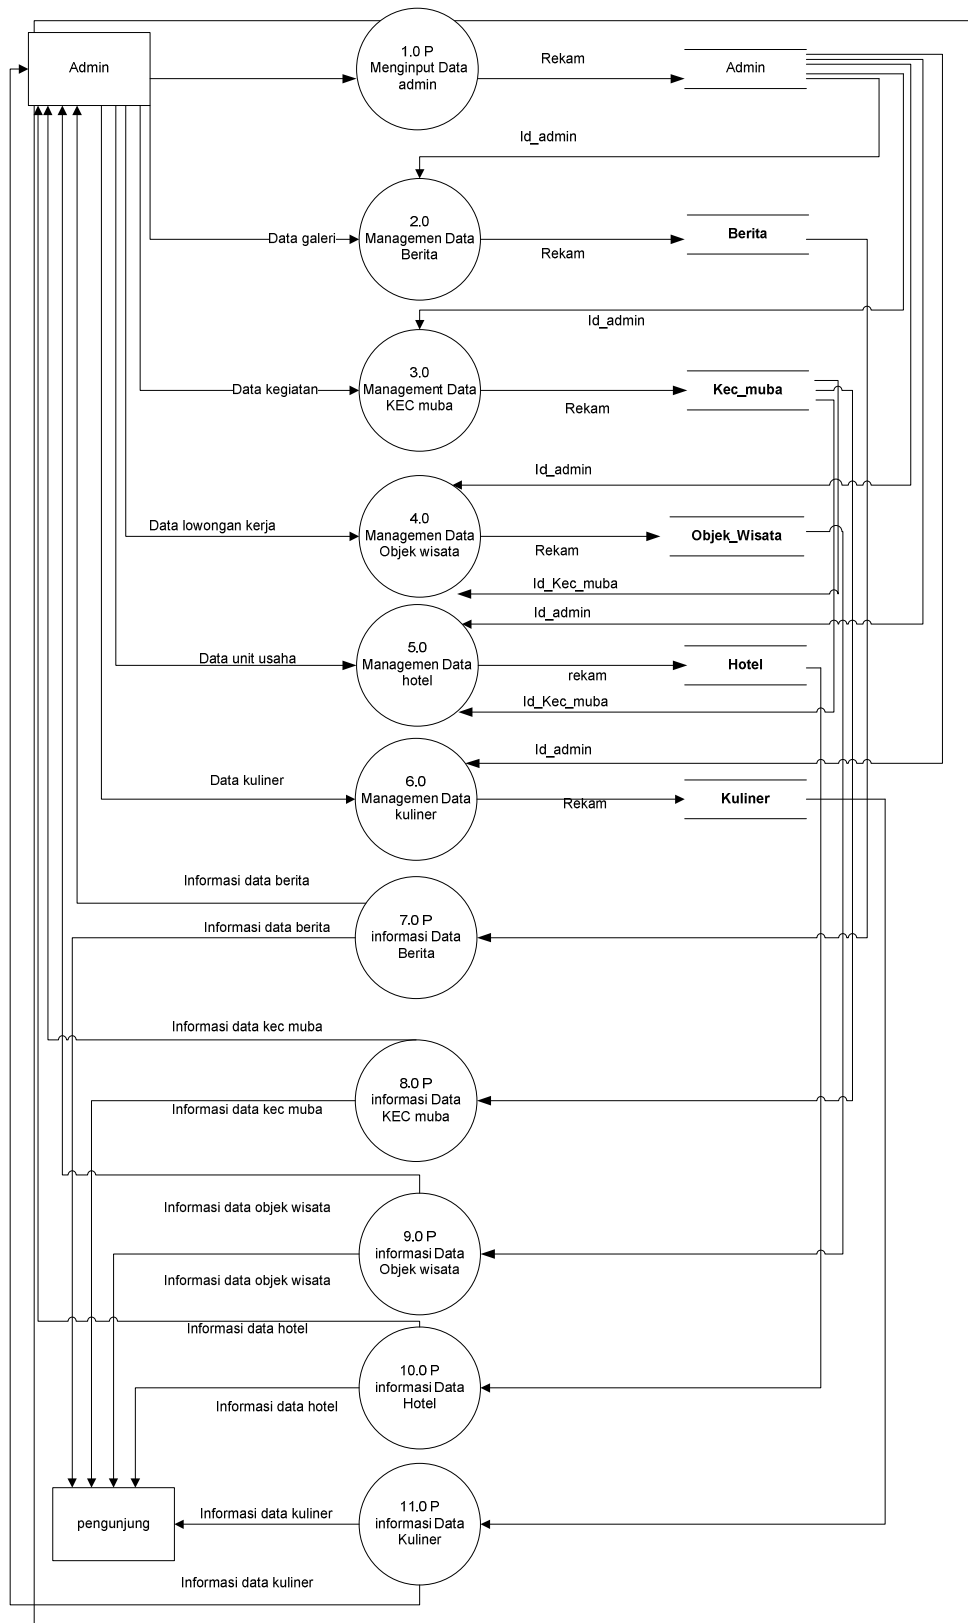 1.0 P
Menginput Data
admin
Admin
Rekam
Admin
Id_admin
2.0
Managemen Data
Berita
Data galeri
Rekam
Berita
Id_admin
3.0
Management Data
KEC muba
Data kegiatan
Rekam
Kec_muba
Id_admin
4.0
Managemen Data
Objek wisata
Data lowongan kerja
Rekam
Objek_Wisata
Id_Kec_muba
Id_admin
5.0
Managemen Data
hotel
Data unit usaha
rekam
Hotel
Id_Kec_muba
Id_admin
6.0
Managemen Data
kuliner
Data kuliner
Rekam
Kuliner
Informasi data berita
7.0 P
informasi Data
Berita
Informasi data berita
Informasi data kec muba
8.0 P
informasi Data
KEC muba
Informasi data kec muba
Informasi data objek wisata
9.0 P
informasi Data
Objek wisata
Informasi data objek wisata
Informasi data hotel
10.0 P
informasi Data
Hotel
Informasi data hotel
pengunjung
Informasi data kuliner
11.0 P
informasi Data
Kuliner
Informasi data kuliner